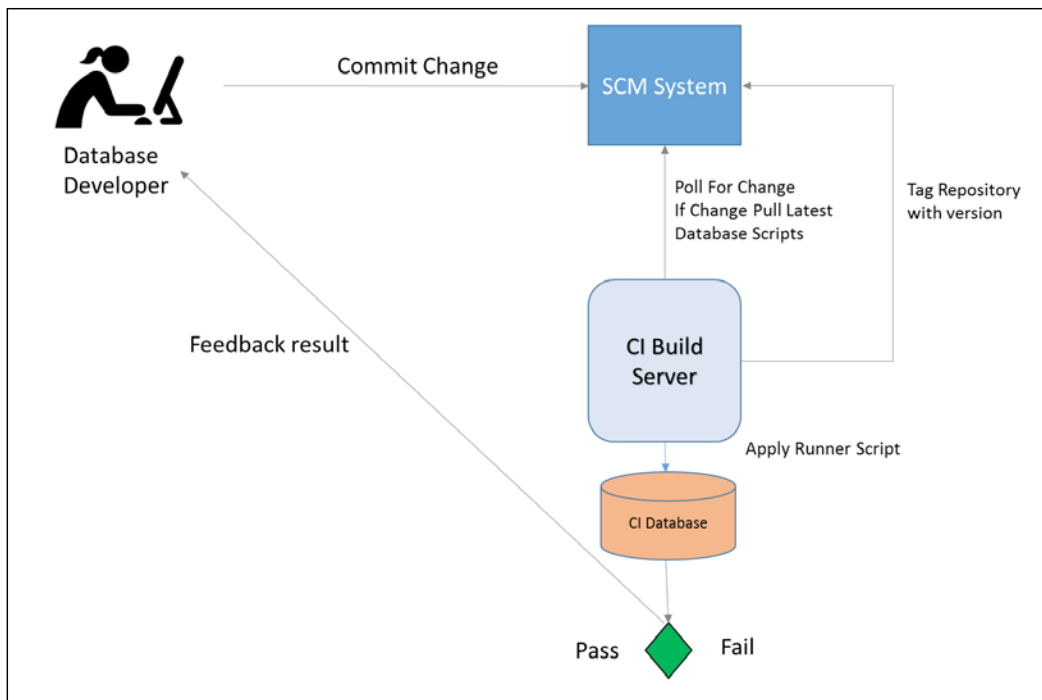 Commit Change
SCM System
Database
Developer
Poll For Change
If Change Pull Latest
Database Scripts
Tag Repository
with version
Feedback result
CI Build
Server
Apply Runner Script
CI Database
Pass
Fail